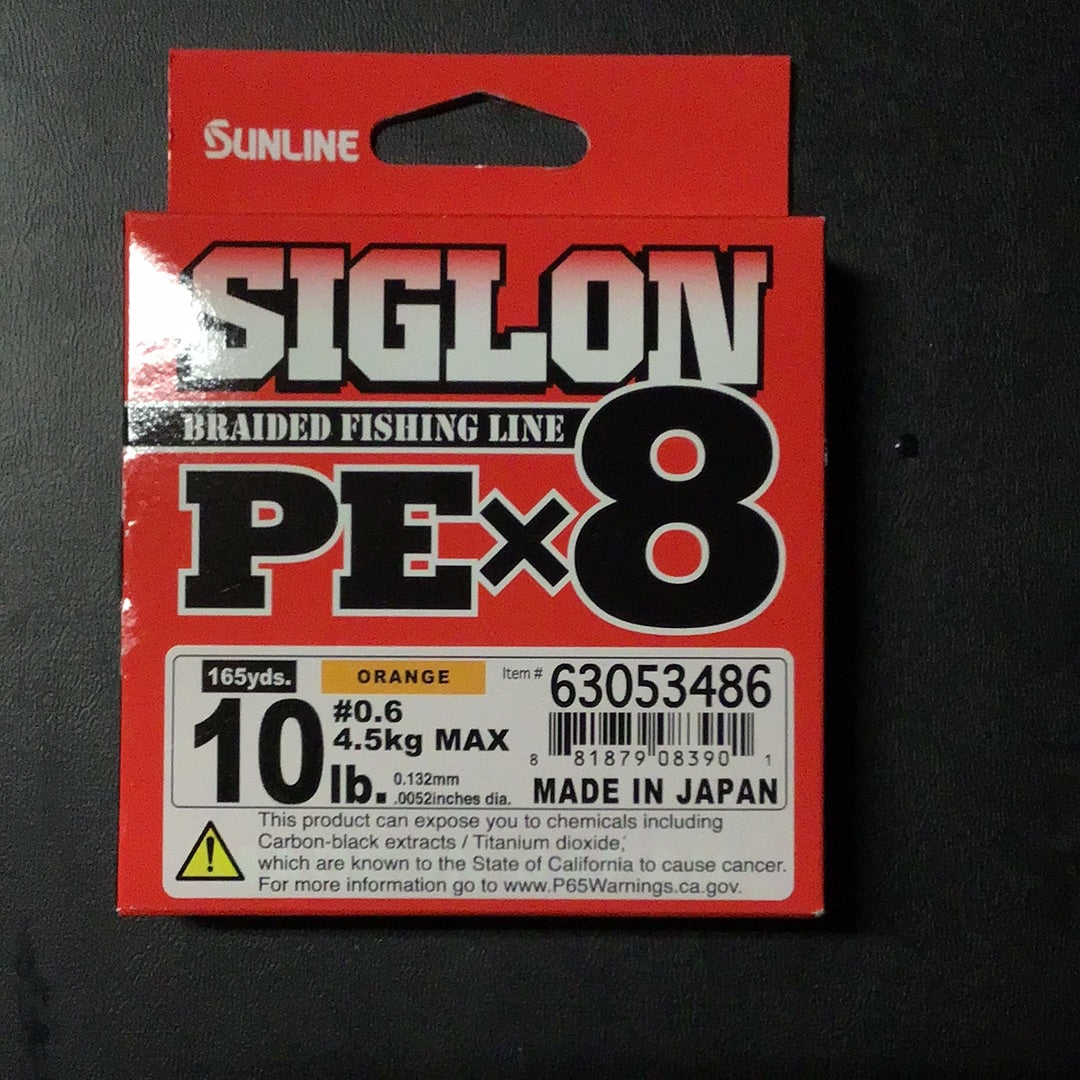 SUNLINE
SIGLON
BRAIDED FISHING LINE
PE×8
165yds. ORANGE Item # 63053486
10lb. #0.6
4.5kg MAX
0.132mm
.0052inches dia.
8 81879 08390 1
MADE IN JAPAN
This product can expose you to chemicals including
Carbon-black extracts / Titanium dioxide,
which are known to the State of California to cause cancer.
For more information go to www.P65Warnings.ca.gov.